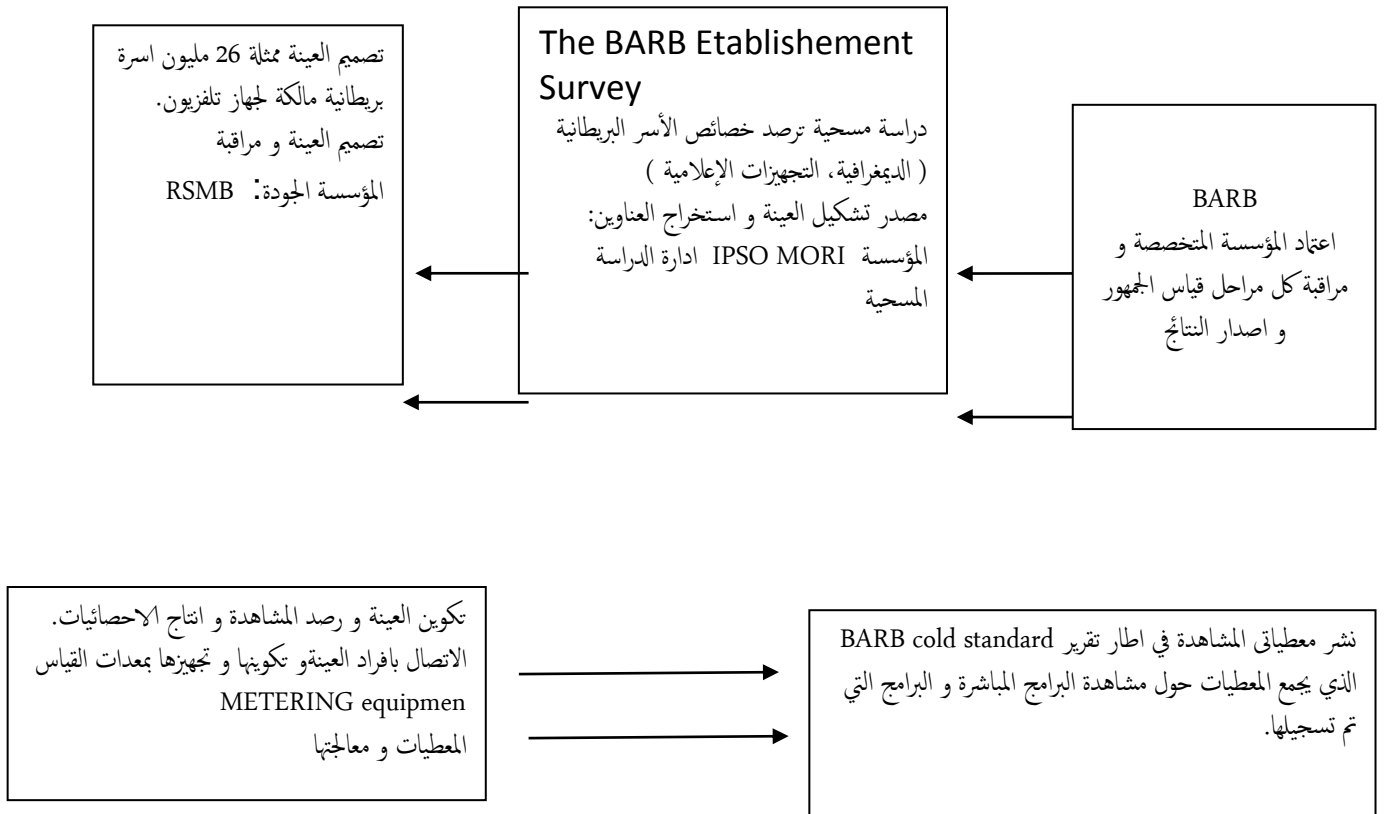 BARB
اعتماد المؤسسة المتخصصة و
مراقبة كل مراحل قياس الجمهور
و اصدار النتائج
The BARB Etablishement
Survey
دراسة مسحية ترصد خصائص الأسر البريطانية
( الديمغرافية، التجهيزات الإعلامية )
مصدر تشكيل العينة و استخراج العناوين:
المؤسسة IPSO MORI ادارة الدراسة
المسحية
تصميم العينة ممثلة 26 مليون اسرة
بريطانية مالكة لجهاز تلفزيون.
تصميم العينة و مراقبة
المؤسسة الجودة: RSMB
تكوين العينة و رصد المشاهدة و انتاج الاحصائيات.
الاتصال بافراد العينةو تكوينها و تجهيزها بمعدات القياس
METERING equipmen
المعطيات و معالجتها
نشر معطياتى المشاهدة في اطار تقرير BARB cold standard
الذي يجمع المعطيات حول مشاهدة البرامج المباشرة و البرامج التي
تم تسجيلها.